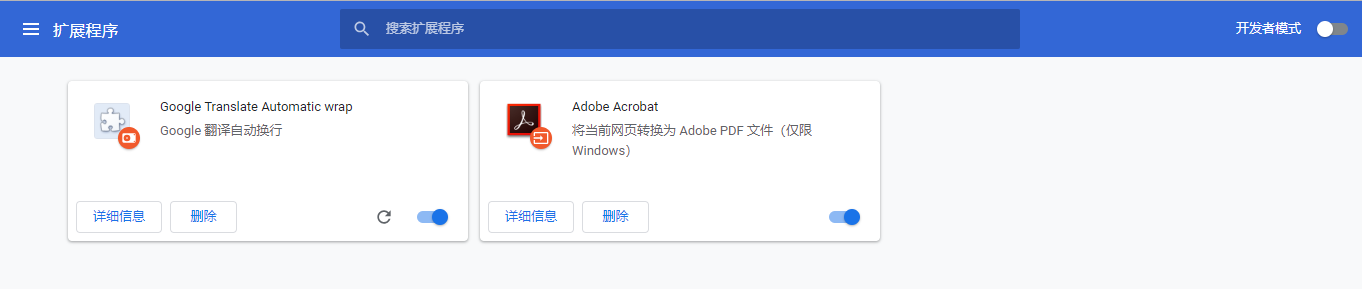 扩展程序
搜索扩展程序
开发者模式
Google Translate Automatic wrap
Google 翻译自动换行
详细信息
删除
Adobe Acrobat
将当前网页转换为 Adobe PDF 文件（仅限
Windows）
详细信息
删除